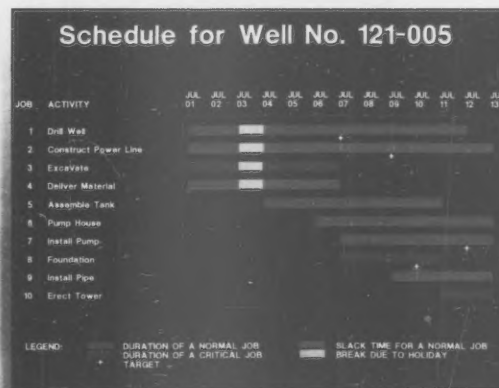 Schedule for Well No. 121-005
JUL JUL JUL JUL JUL JUL JUL JUL JUL JUL JUL JUL JUL
JOB ACTIVITY 01 02 03 04 05 06 07 08 09 10 11 12 13
1 Drill Well
2 Construct Power Line
3 Excavate
4 Deliver Material
5 Assemble Tank
6 Pump House
7 Install Pump
8 Foundation
9 Install Pipe
10 Erect Tower
LEGEND: DURATION OF A NORMAL JOB SLACK TIME FOR A NORMAL JOB
DURATION OF A CRITICAL JOB BREAK DUE TO HOLIDAY
TARGET